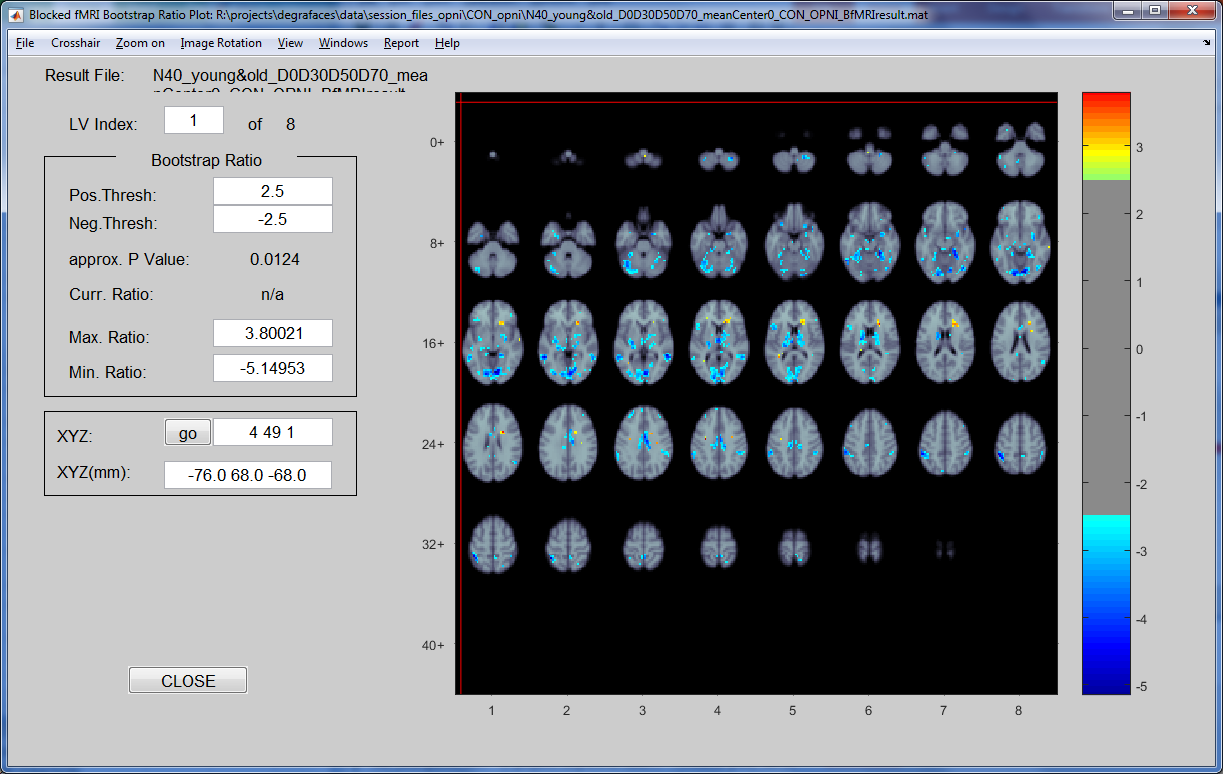 Blocked fMRI Bootstrap Ratio Plot: R:\projects\degrafaces\data\session_files_opni\CON_opni\N40_young&old_D0D30D50D70_meanCenter0_CON_OPNI_BfMRIresult.mat
File Crosshair Zoom on Image Rotation View Windows Report Help
Result File: N40_young&old_D0D30D50D70_mea
nCenter0_CON_OPNI_BfMRIresult
LV Index: 1 of 8
Bootstrap Ratio
Pos.Thresh: 2.5
Neg.Thresh: -2.5
approx. P Value: 0.0124
Curr. Ratio: n/a
Max. Ratio: 3.80021
Min. Ratio: -5.14953
XYZ: go 4 49 1
XYZ(mm): -76.0 68.0 -68.0
CLOSE
0+
8+
16+
24+
32+
40+
1 2 3 4 5 6 7 8
3
2
1
0
-1
-2
-3
-4
-5